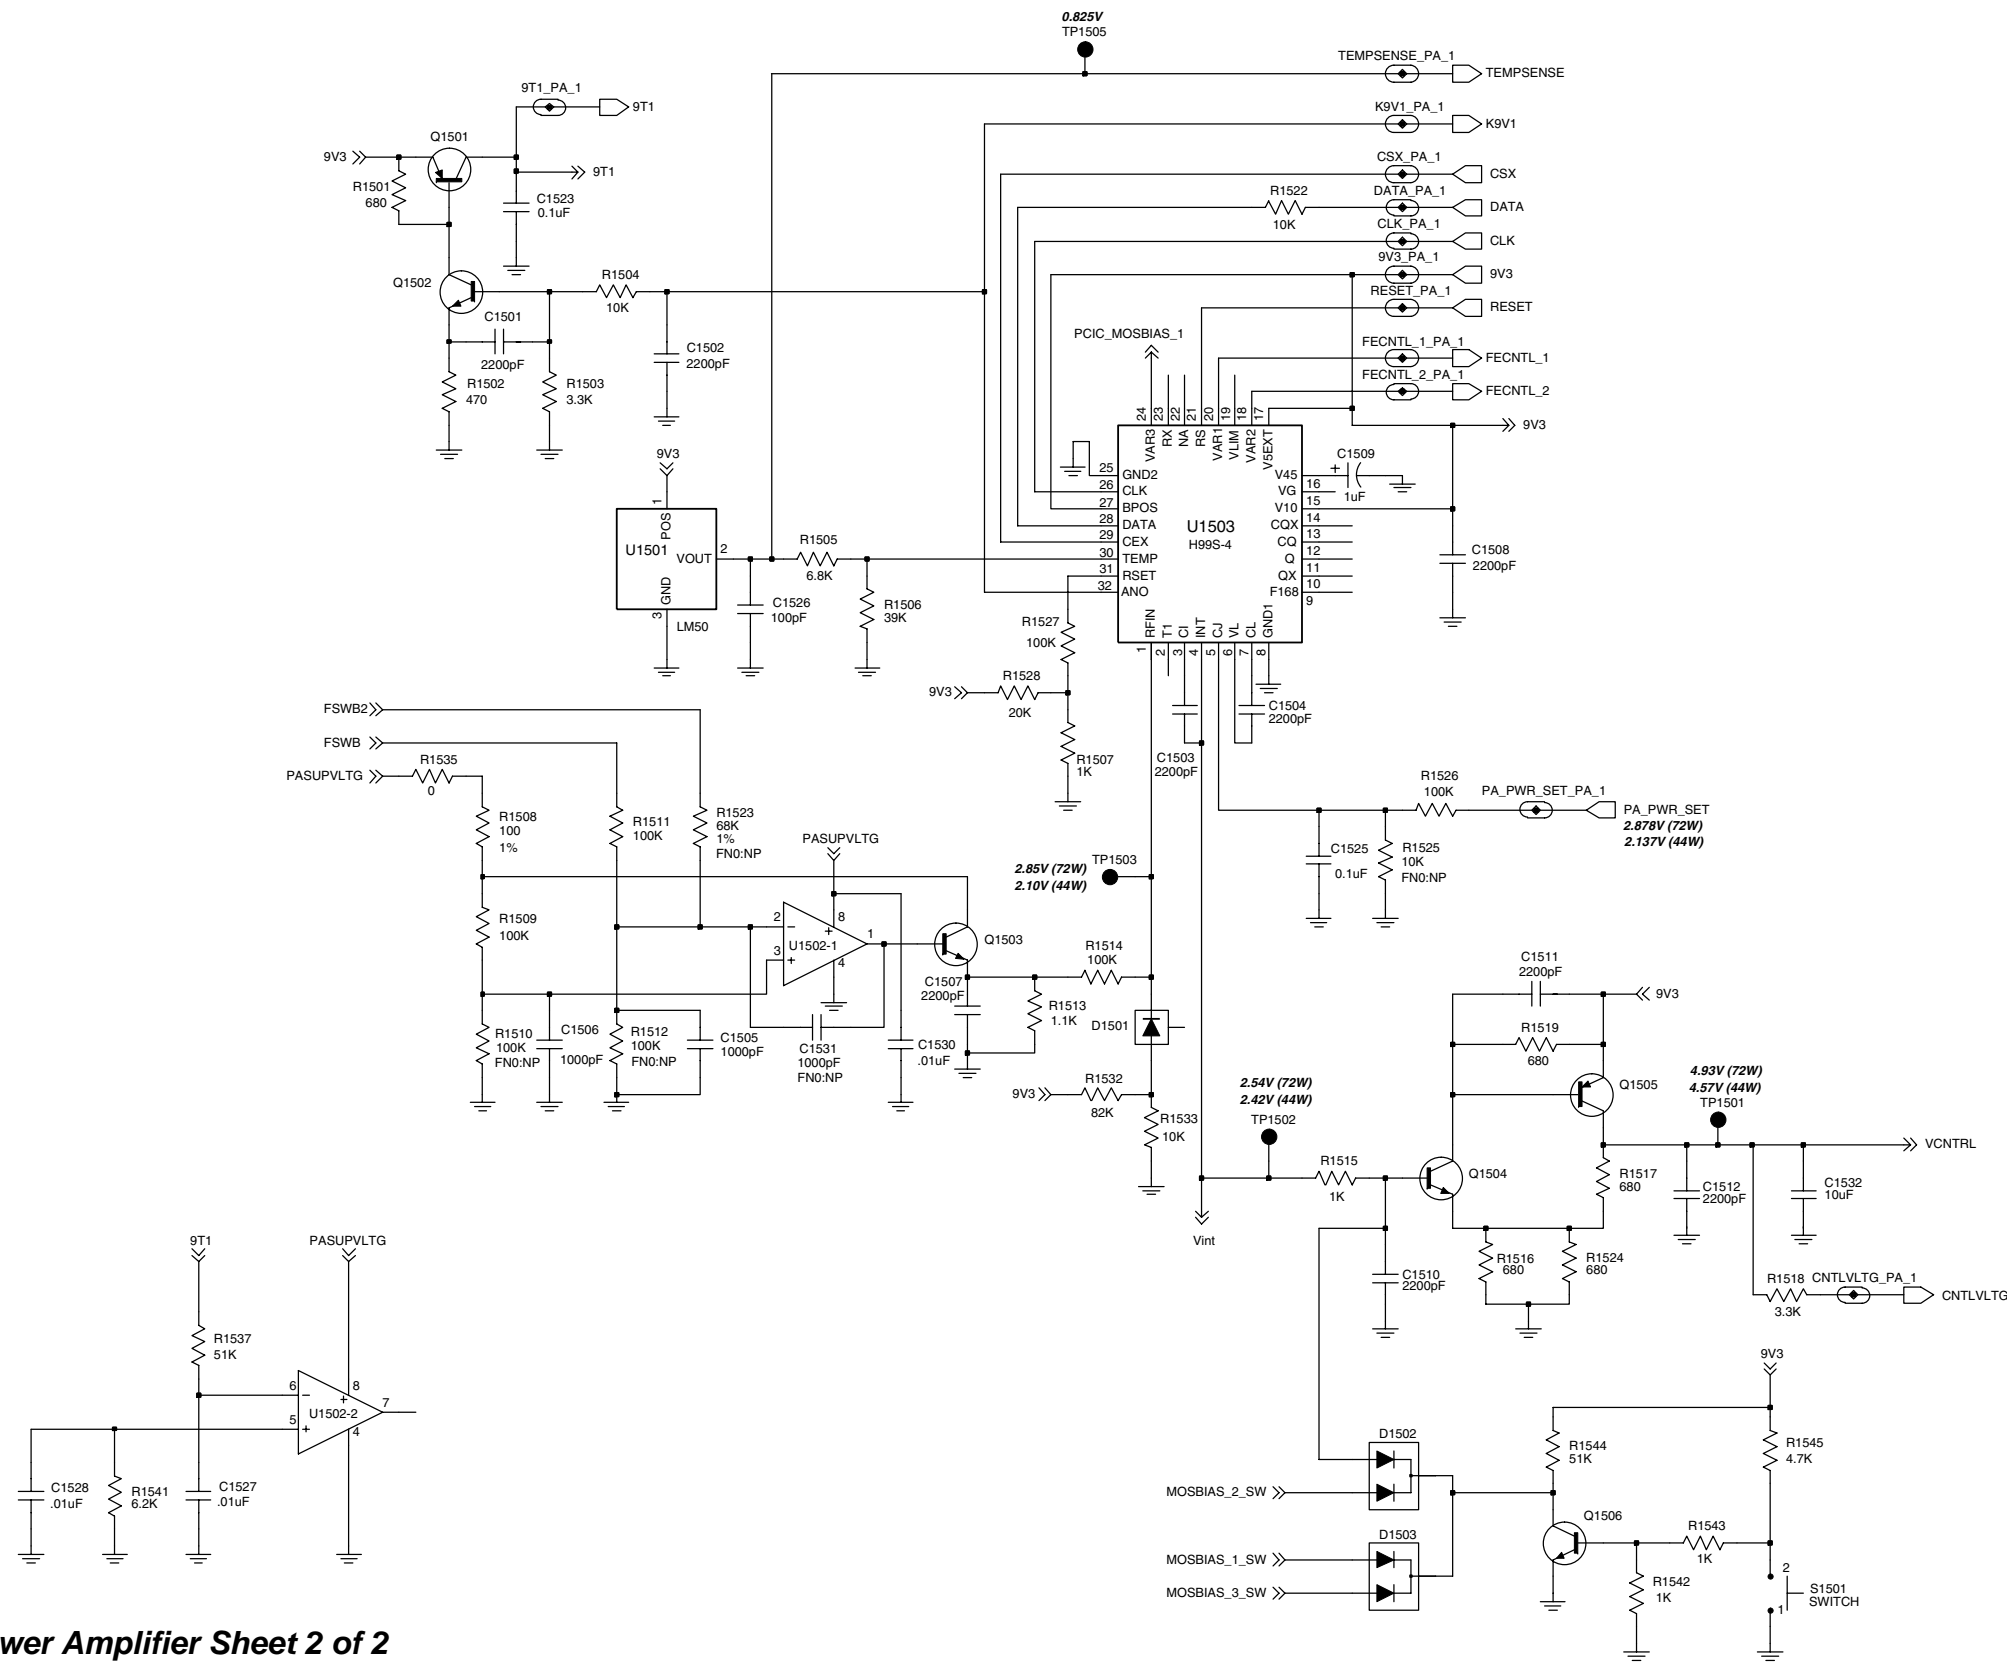 0.825V
TP1505
TEMPSENSE_PA_1
TEMPSENSE
9T1_PA_1
9T1
K9V1_PA_1
K9V1
Q1501
9V3
9T1
R1501
680
C1523
0.1uF
CSX_PA_1
CSX
R1522
10K
DATA_PA_1
DATA
CLK_PA_1
CLK
9V3_PA_1
9V3
RESET_PA_1
RESET
Q1502
R1504
10K
C1501
2200pF
C1502
2200pF
R1502
470
R1503
3.3K
PCIC_MOSBIAS_1
FECNTL_1_PA_1
FECNTL_1
FECNTL_2_PA_1
FECNTL_2
9V3
24
23
22
21
20
19
18
17
VAR3
RX
NA
RS
VAR1
VLIM
VAR2
V5EXT
25
26
27
28
29
30
31
32
GND2
CLK
BPOS
DATA
CEX
TEMP
RSET
ANO
U1503
H99S-4
V45
VG
V10
CQX
CQ
Q
QX
F168
16
15
14
13
12
11
10
9
RFIN
T1
CI
INT
CJ
VL
CL
GND1
1
2
3
4
5
6
7
8
C1509
+
1uF
C1508
2200pF
9V3
1
POS
U1501
VOUT
2
GND
3
LM50
C1526
100pF
R1505
6.8K
R1506
39K
R1527
100K
9V3
R1528
20K
R1507
1K
C1503
2200pF
C1504
2200pF
FSWB2
FSWB
PASUPVLTG
R1535
0
R1508
100
1%
R1511
100K
R1523
68K
1%
FN0:NP
PASUPVLTG
R1526
100K
PA_PWR_SET_PA_1
PA_PWR_SET
2.878V (72W)
2.137V (44W)
C1525
0.1uF
R1525
10K
FN0:NP
2.85V (72W)
2.10V (44W)
TP1503
R1509
100K
2
3
−
+
+
8
4
1
U1502-1
Q1503
R1514
100K
C1507
2200pF
R1513
1.1K
R1510
100K
FN0:NP
C1506
1000pF
R1512
100K
FN0:NP
C1505
1000pF
C1531
1000pF
FN0:NP
C1530
.01uF
D1501
9V3
R1532
82K
R1533
10K
C1511
2200pF
9V3
R1519
680
Q1505
2.54V (72W)
2.42V (44W)
TP1502
4.93V (72W)
4.57V (44W)
TP1501
VCNTRL
R1515
1K
Q1504
R1517
680
C1512
2200pF
C1532
10uF
Vint
C1510
2200pF
R1516
680
R1524
680
R1518
3.3K
CNTLVLTG_PA_1
CNTLVLTG
9T1
PASUPVLTG
R1537
51K
6
5
−
+
+
8
4
7
U1502-2
C1528
.01uF
R1541
6.2K
C1527
.01uF
9V3
D1502
R1544
51K
R1545
4.7K
MOSBIAS_2_SW
Q1506
D1503
R1543
1K
MOSBIAS_1_SW
MOSBIAS_3_SW
R1542
1K
2
1
S1501
SWITCH
wer Amplifier Sheet 2 of 2